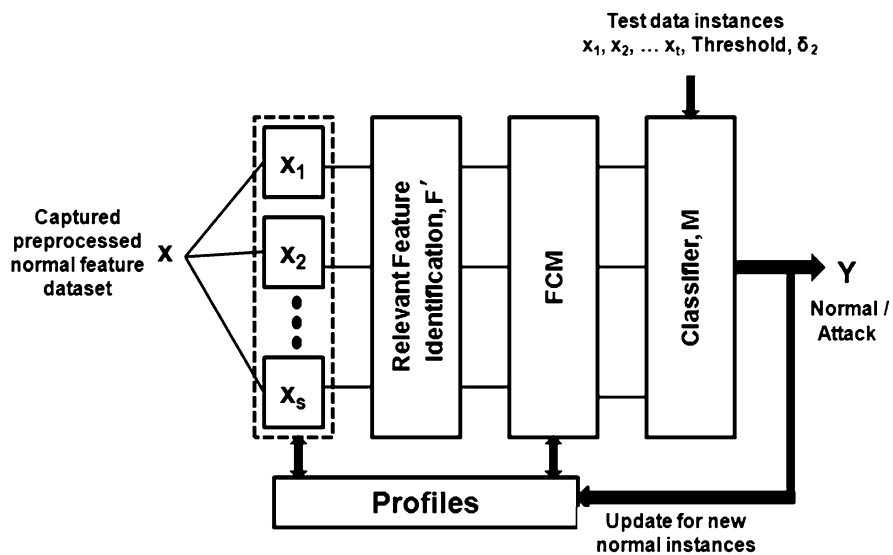 Test data instances
x1, x2, ... xt, Threshold, δ2
Captured
preprocessed
normal feature
dataset
X
x1
x2
xs
Relevant Feature
Identification, F´
FCM
Classifier, M
Y
Normal /
Attack
Profiles
Update for new
normal instances